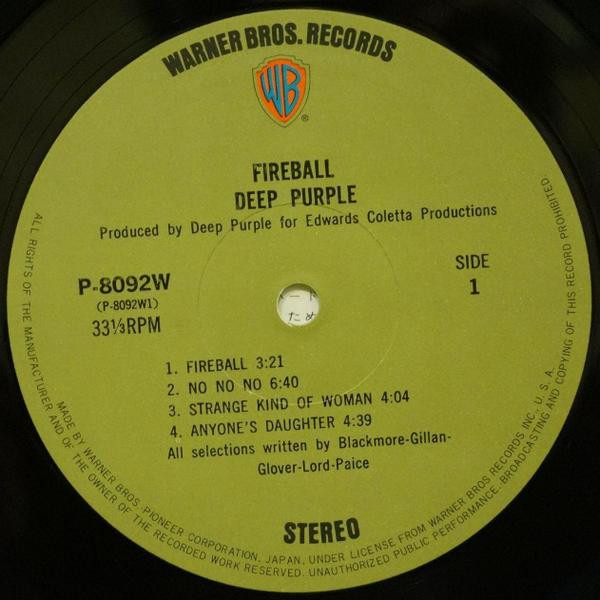 WARNER BROS. RECORDS
WB
®
FIREBALL
DEEP PURPLE
Produced by Deep Purple for Edwards Coletta Productions
P-8092W
(P-8092W1)
33⅓RPM
SIDE
1
ート
ため
1. FIREBALL 3:21
2. NO NO NO 6:40
3. STRANGE KIND OF WOMAN 4:04
4. ANYONE'S DAUGHTER 4:39
All selections written by Blackmore-Gillan-
Glover-Lord-Paice
STEREO
MADE BY WARNER BROS. PIONEER CORPORATION, JAPAN, UNDER LICENSE FROM WARNER BROS RECORDS INC., U. S. A.
ALL RIGHTS OF THE MANUFACTURER AND OF THE OWNER OF THE RECORDED WORK RESERVED. UNAUTHORIZED PUBLIC PERFORMANCE, BROADCASTING AND COPYING OF THIS RECORD PROHIBITED